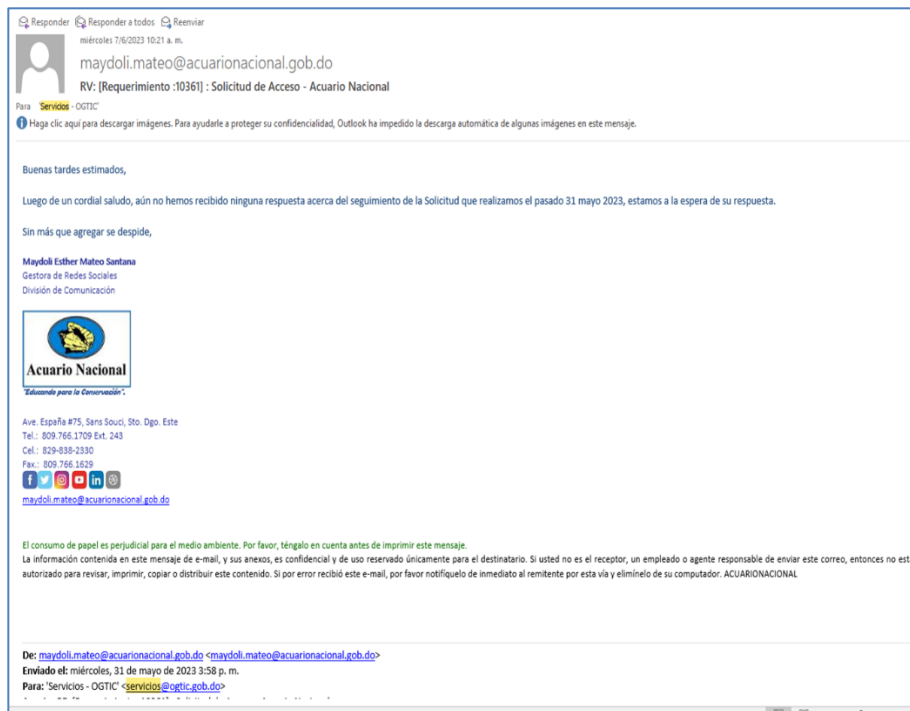 Responder Responder a todos Reenviar
miércoles 7/6/2023 10:21 a. m.
maydoli.mateo@acuarionacional.gob.do
RV: [Requerimiento :10361] : Solicitud de Acceso - Acuario Nacional
Para 'Servicios - OGTIC'
Haga clic aquí para descargar imágenes. Para ayudarle a proteger su confidencialidad, Outlook ha impedido la descarga automática de algunas imágenes en este mensaje.
Buenas tardes estimados,
Luego de un cordial saludo, aún no hemos recibido ninguna respuesta acerca del seguimiento de la Solicitud que realizamos el pasado 31 mayo 2023, estamos a la espera de su respuesta.
Sin más que agregar se despide,
Maydoli Esther Mateo Santana
Gestora de Redes Sociales
División de Comunicación
Acuario Nacional
"Educando para la Conservación".
Ave. España #75, Sans Souci, Sto. Dgo. Este
Tel.: 809.766.1709 Ext. 243
Cel.: 829-838-2330
Fax.: 809.766.1629
maydoli.mateo@acuarionacional.gob.do
El consumo de papel es perjudicial para el medio ambiente. Por favor, téngalo en cuenta antes de imprimir este mensaje.
La información contenida en este mensaje de e-mail, y sus anexos, es confidencial y de uso reservado únicamente para el destinatario. Si usted no es el receptor, un empleado o agente responsable de enviar este correo, entonces no est
autorizado para revisar, imprimir, copiar o distribuir este contenido. Si por error recibió este e-mail, por favor notifíquelo de inmediato al remitente por esta vía y elimínelo de su computador. ACUARIONACIONAL
De: maydoli.mateo@acuarionacional.gob.do <maydoli.mateo@acuarionacional.gob.do>
Enviado el: miércoles, 31 de mayo de 2023 3:58 p. m.
Para: 'Servicios - OGTIC' <servicios@ogtic.gob.do>